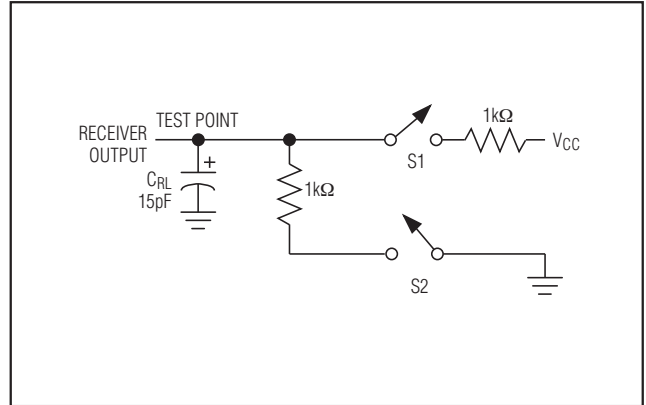 TEST POINT
RECEIVER
OUTPUT
CRL
15pF
1kΩ
S1
1kΩ
VCC
S2